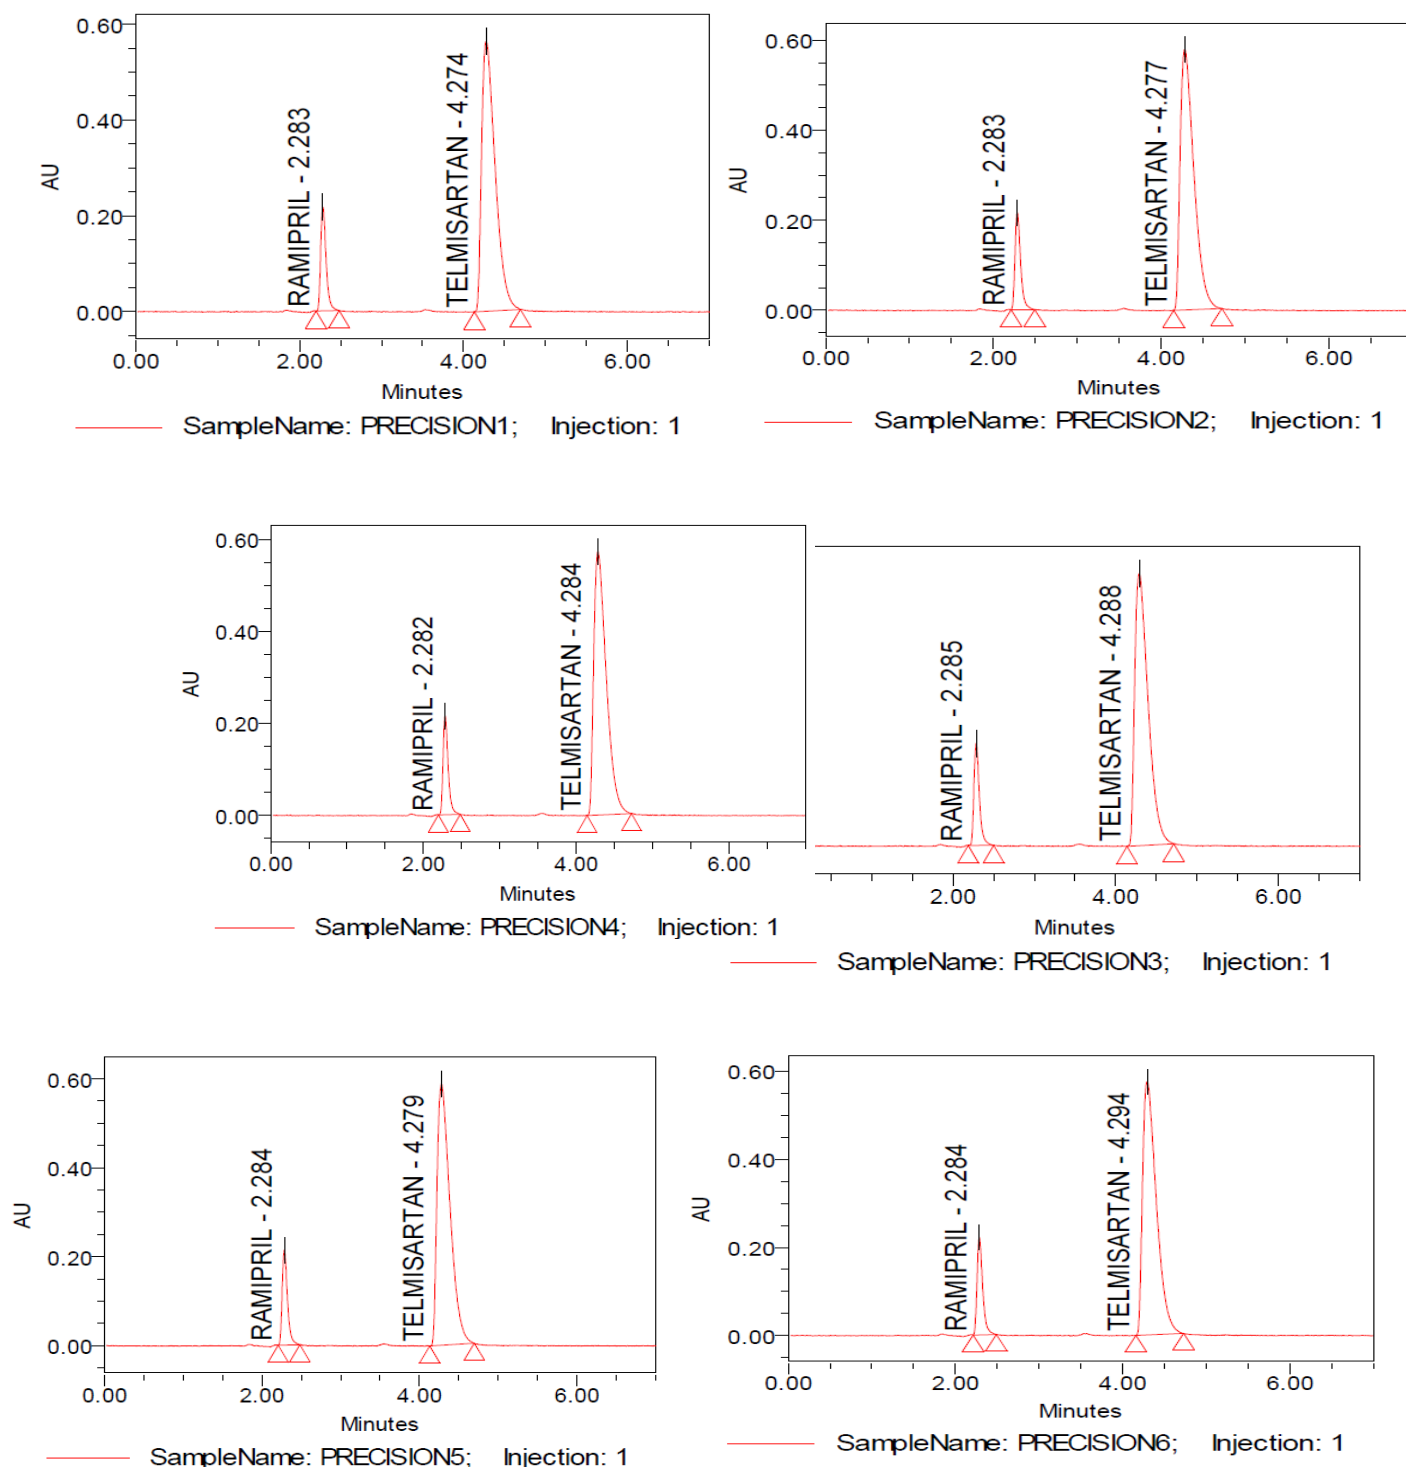 0.60
0.40
0.20
0.00
AU
RAMIPRIL - 2.283
TELMISARTAN - 4.274
0.00 2.00 4.00 6.00
Minutes
SampleName: PRECISION1; Injection: 1
0.60
0.40
0.20
0.00
AU
RAMIPRIL - 2.283
TELMISARTAN - 4.277
0.00 2.00 4.00 6.00
Minutes
SampleName: PRECISION2; Injection: 1
0.60
0.40
0.20
0.00
AU
RAMIPRIL - 2.282
TELMISARTAN - 4.284
0.00 2.00 4.00 6.00
Minutes
SampleName: PRECISION4; Injection: 1
RAMIPRIL - 2.285
TELMISARTAN - 4.288
2.00 4.00 6.00
Minutes
SampleName: PRECISION3; Injection: 1
0.60
0.40
0.20
0.00
AU
RAMIPRIL - 2.284
TELMISARTAN - 4.279
0.00 2.00 4.00 6.00
Minutes
SampleName: PRECISION5; Injection: 1
0.60
0.40
0.20
0.00
AU
RAMIPRIL - 2.284
TELMISARTAN - 4.294
0.00 2.00 4.00 6.00
Minutes
SampleName: PRECISION6; Injection: 1